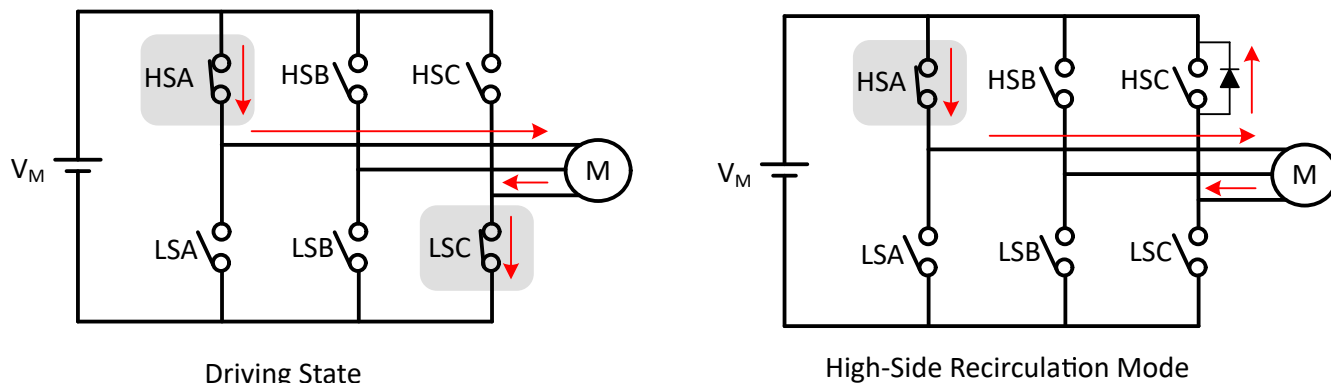 HSA HSB HSC
V_M
M
LSA LSB LSC
Driving State
HSA HSB HSC
V_M
M
LSA LSB LSC
High-Side Recirculation Mode